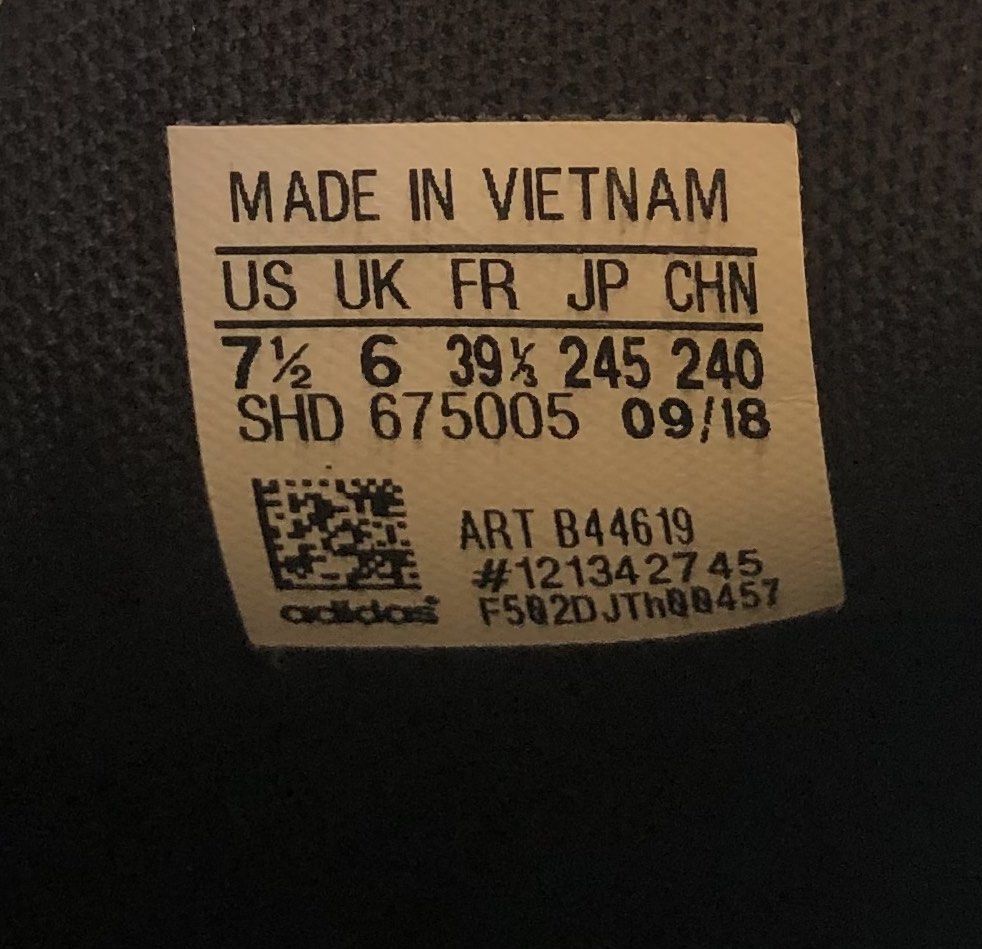 MADE IN VIETNAM
US UK FR JP CHN
7½ 6 39⅓ 245 240
SHD 675005 09/18
ART B44619
#121342745
adidas F502DJTh00457